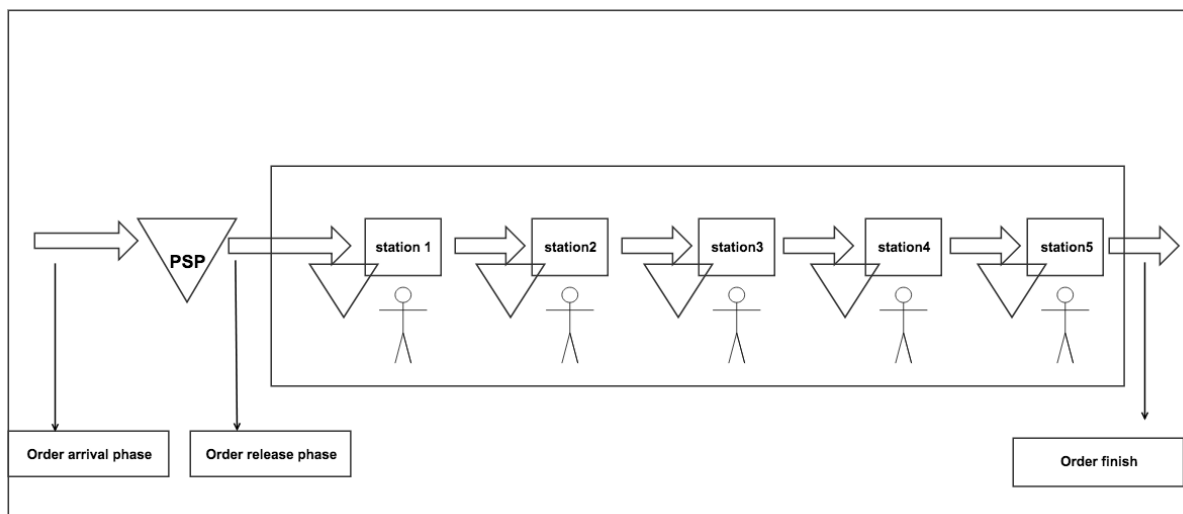 PSP
station 1
station2
station3
station4
station5
Order arrival phase
Order release phase
Order finish